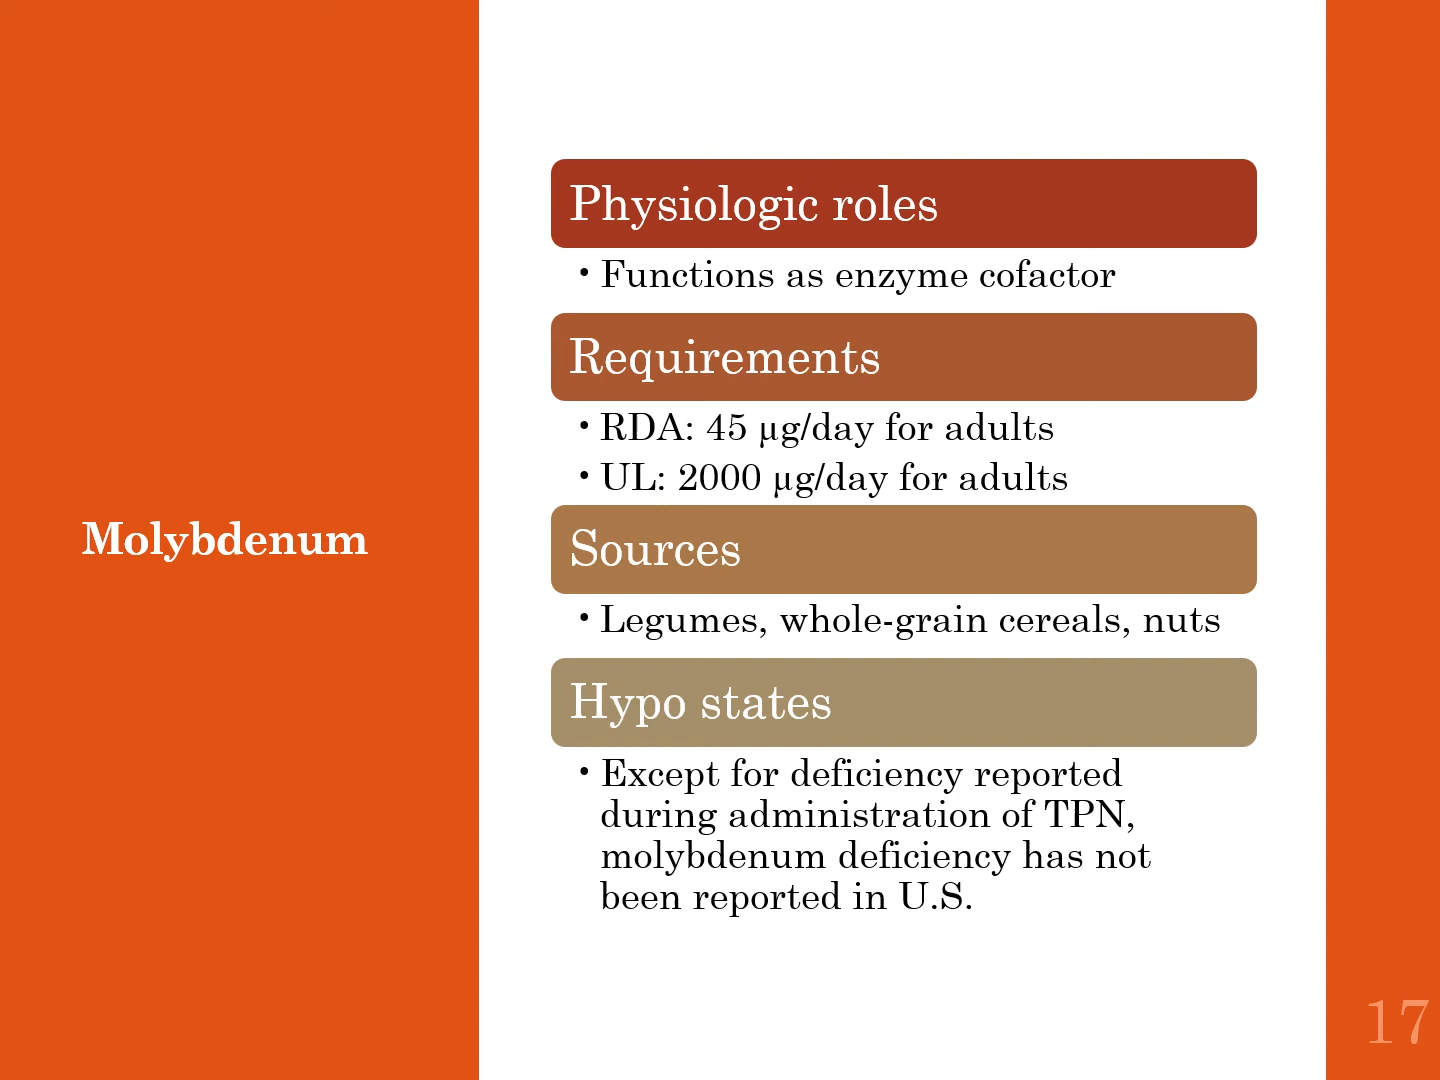 Molybdenum
Physiologic roles
• Functions as enzyme cofactor
Requirements
• RDA: 45 µg/day for adults
• UL: 2000 µg/day for adults
Sources
• Legumes, whole-grain cereals, nuts
Hypo states
• Except for deficiency reported
during administration of TPN,
molybdenum deficiency has not
been reported in U.S.
17